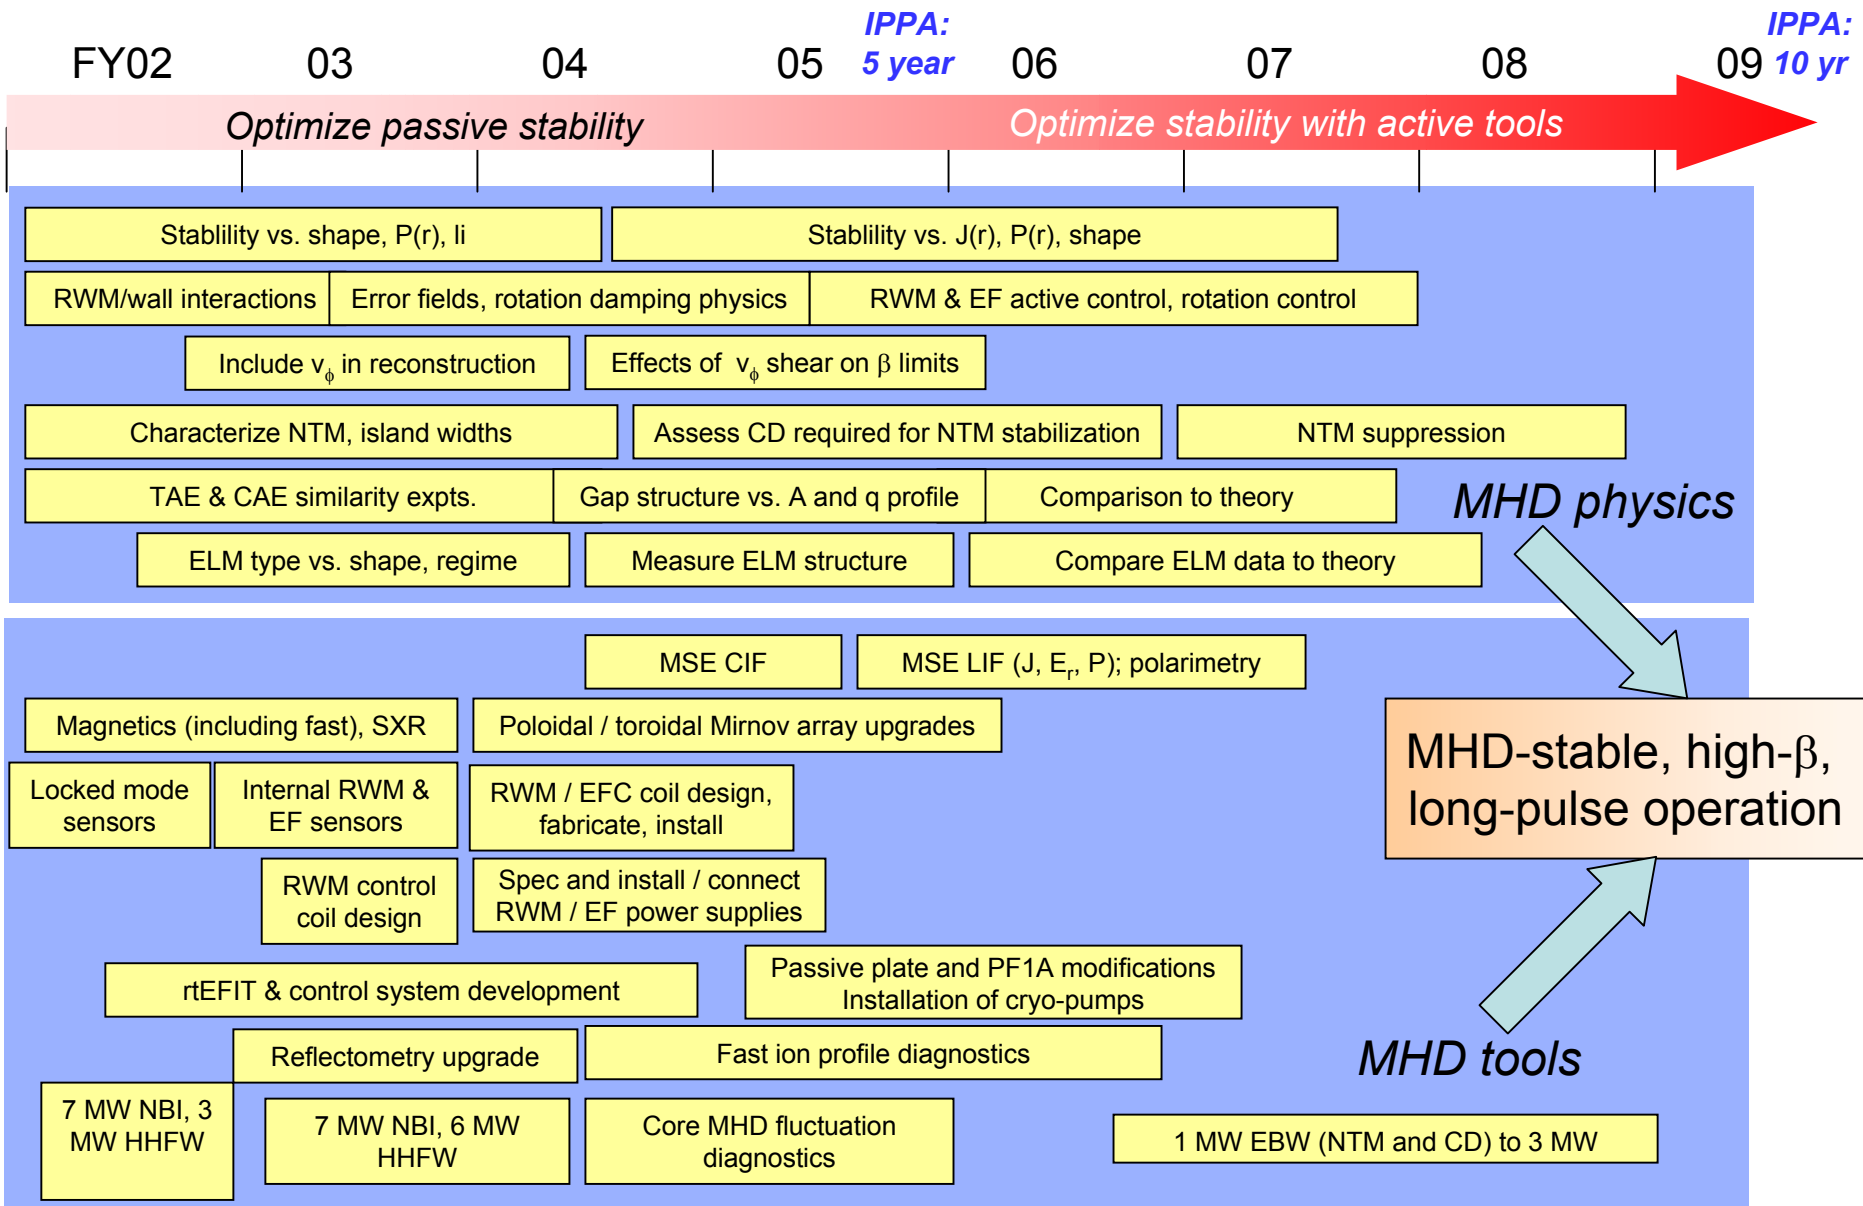 IPPA:
5 year
IPPA:
10 yr
FY02 03 04 05 06 07 08 09
Optimize passive stability
Optimize stability with active tools
Stablility vs. shape, P(r), li
Stablility vs. J(r), P(r), shape
RWM/wall interactions
Error fields, rotation damping physics
RWM & EF active control, rotation control
Include vϕ in reconstruction
Effects of vϕ shear on β limits
Characterize NTM, island widths
Assess CD required for NTM stabilization
NTM suppression
TAE & CAE similarity expts.
Gap structure vs. A and q profile
Comparison to theory
MHD physics
ELM type vs. shape, regime
Measure ELM structure
Compare ELM data to theory
MSE CIF
MSE LIF (J, Er, P); polarimetry
Magnetics (including fast), SXR
Poloidal / toroidal Mirnov array upgrades
MHD-stable, high-β,
long-pulse operation
Locked mode
sensors
Internal RWM &
EF sensors
RWM / EFC coil design,
fabricate, install
RWM control
coil design
Spec and install / connect
RWM / EF power supplies
rtEFIT & control system development
Passive plate and PF1A modifications
Installation of cryo-pumps
Reflectometry upgrade
Fast ion profile diagnostics
MHD tools
7 MW NBI, 3
MW HHFW
7 MW NBI, 6 MW
HHFW
Core MHD fluctuation
diagnostics
1 MW EBW (NTM and CD) to 3 MW